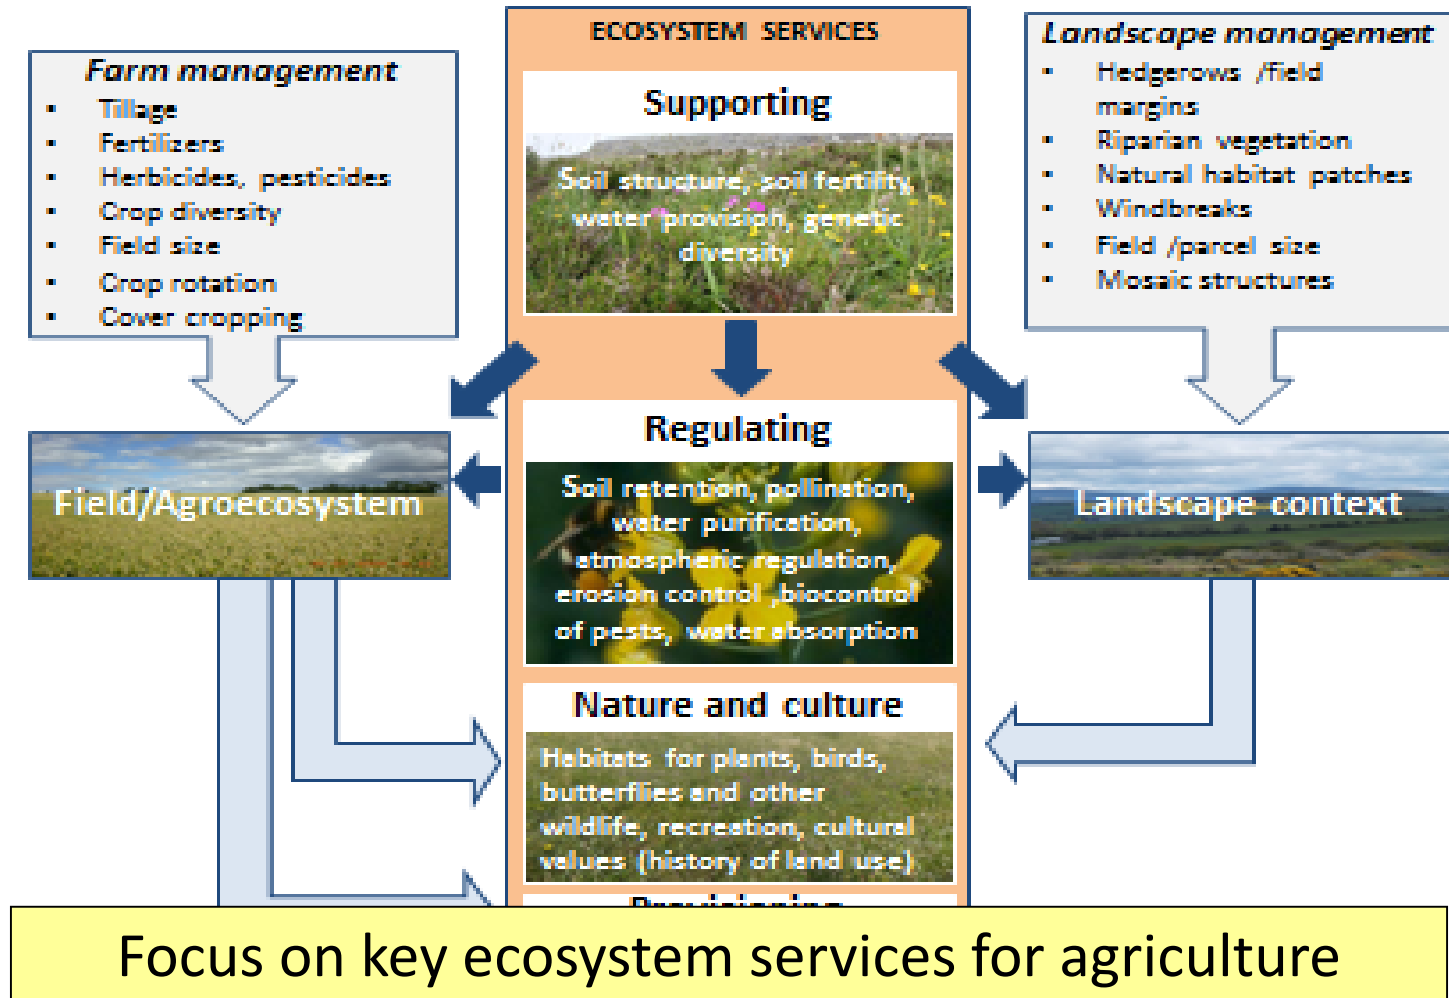 ECOSYSTEM SERVICES
Farm management
▪ Tillage
▪ Fertilizers
▪ Herbicides, pesticides
▪ Crop diversity
▪ Field size
▪ Crop rotation
▪ Cover cropping
Supporting
Soil structure, soil fertility,
water provision, genetic
diversity
Landscape management
▪ Hedgerows /field
margins
▪ Riparian vegetation
▪ Natural habitat patches
▪ Windbreaks
▪ Field /parcel size
▪ Mosaic structures
Field/Agroecosystem
Regulating
Soil retention, pollination,
water purification,
atmospheric regulation,
erosion control ,biocontrol
of pests, water absorption
Landscape context
Nature and culture
Habitats for plants, birds,
butterflies and other
wildlife, recreation, cultural
values (history of land use)
Provisioning
Focus on key ecosystem services for agriculture